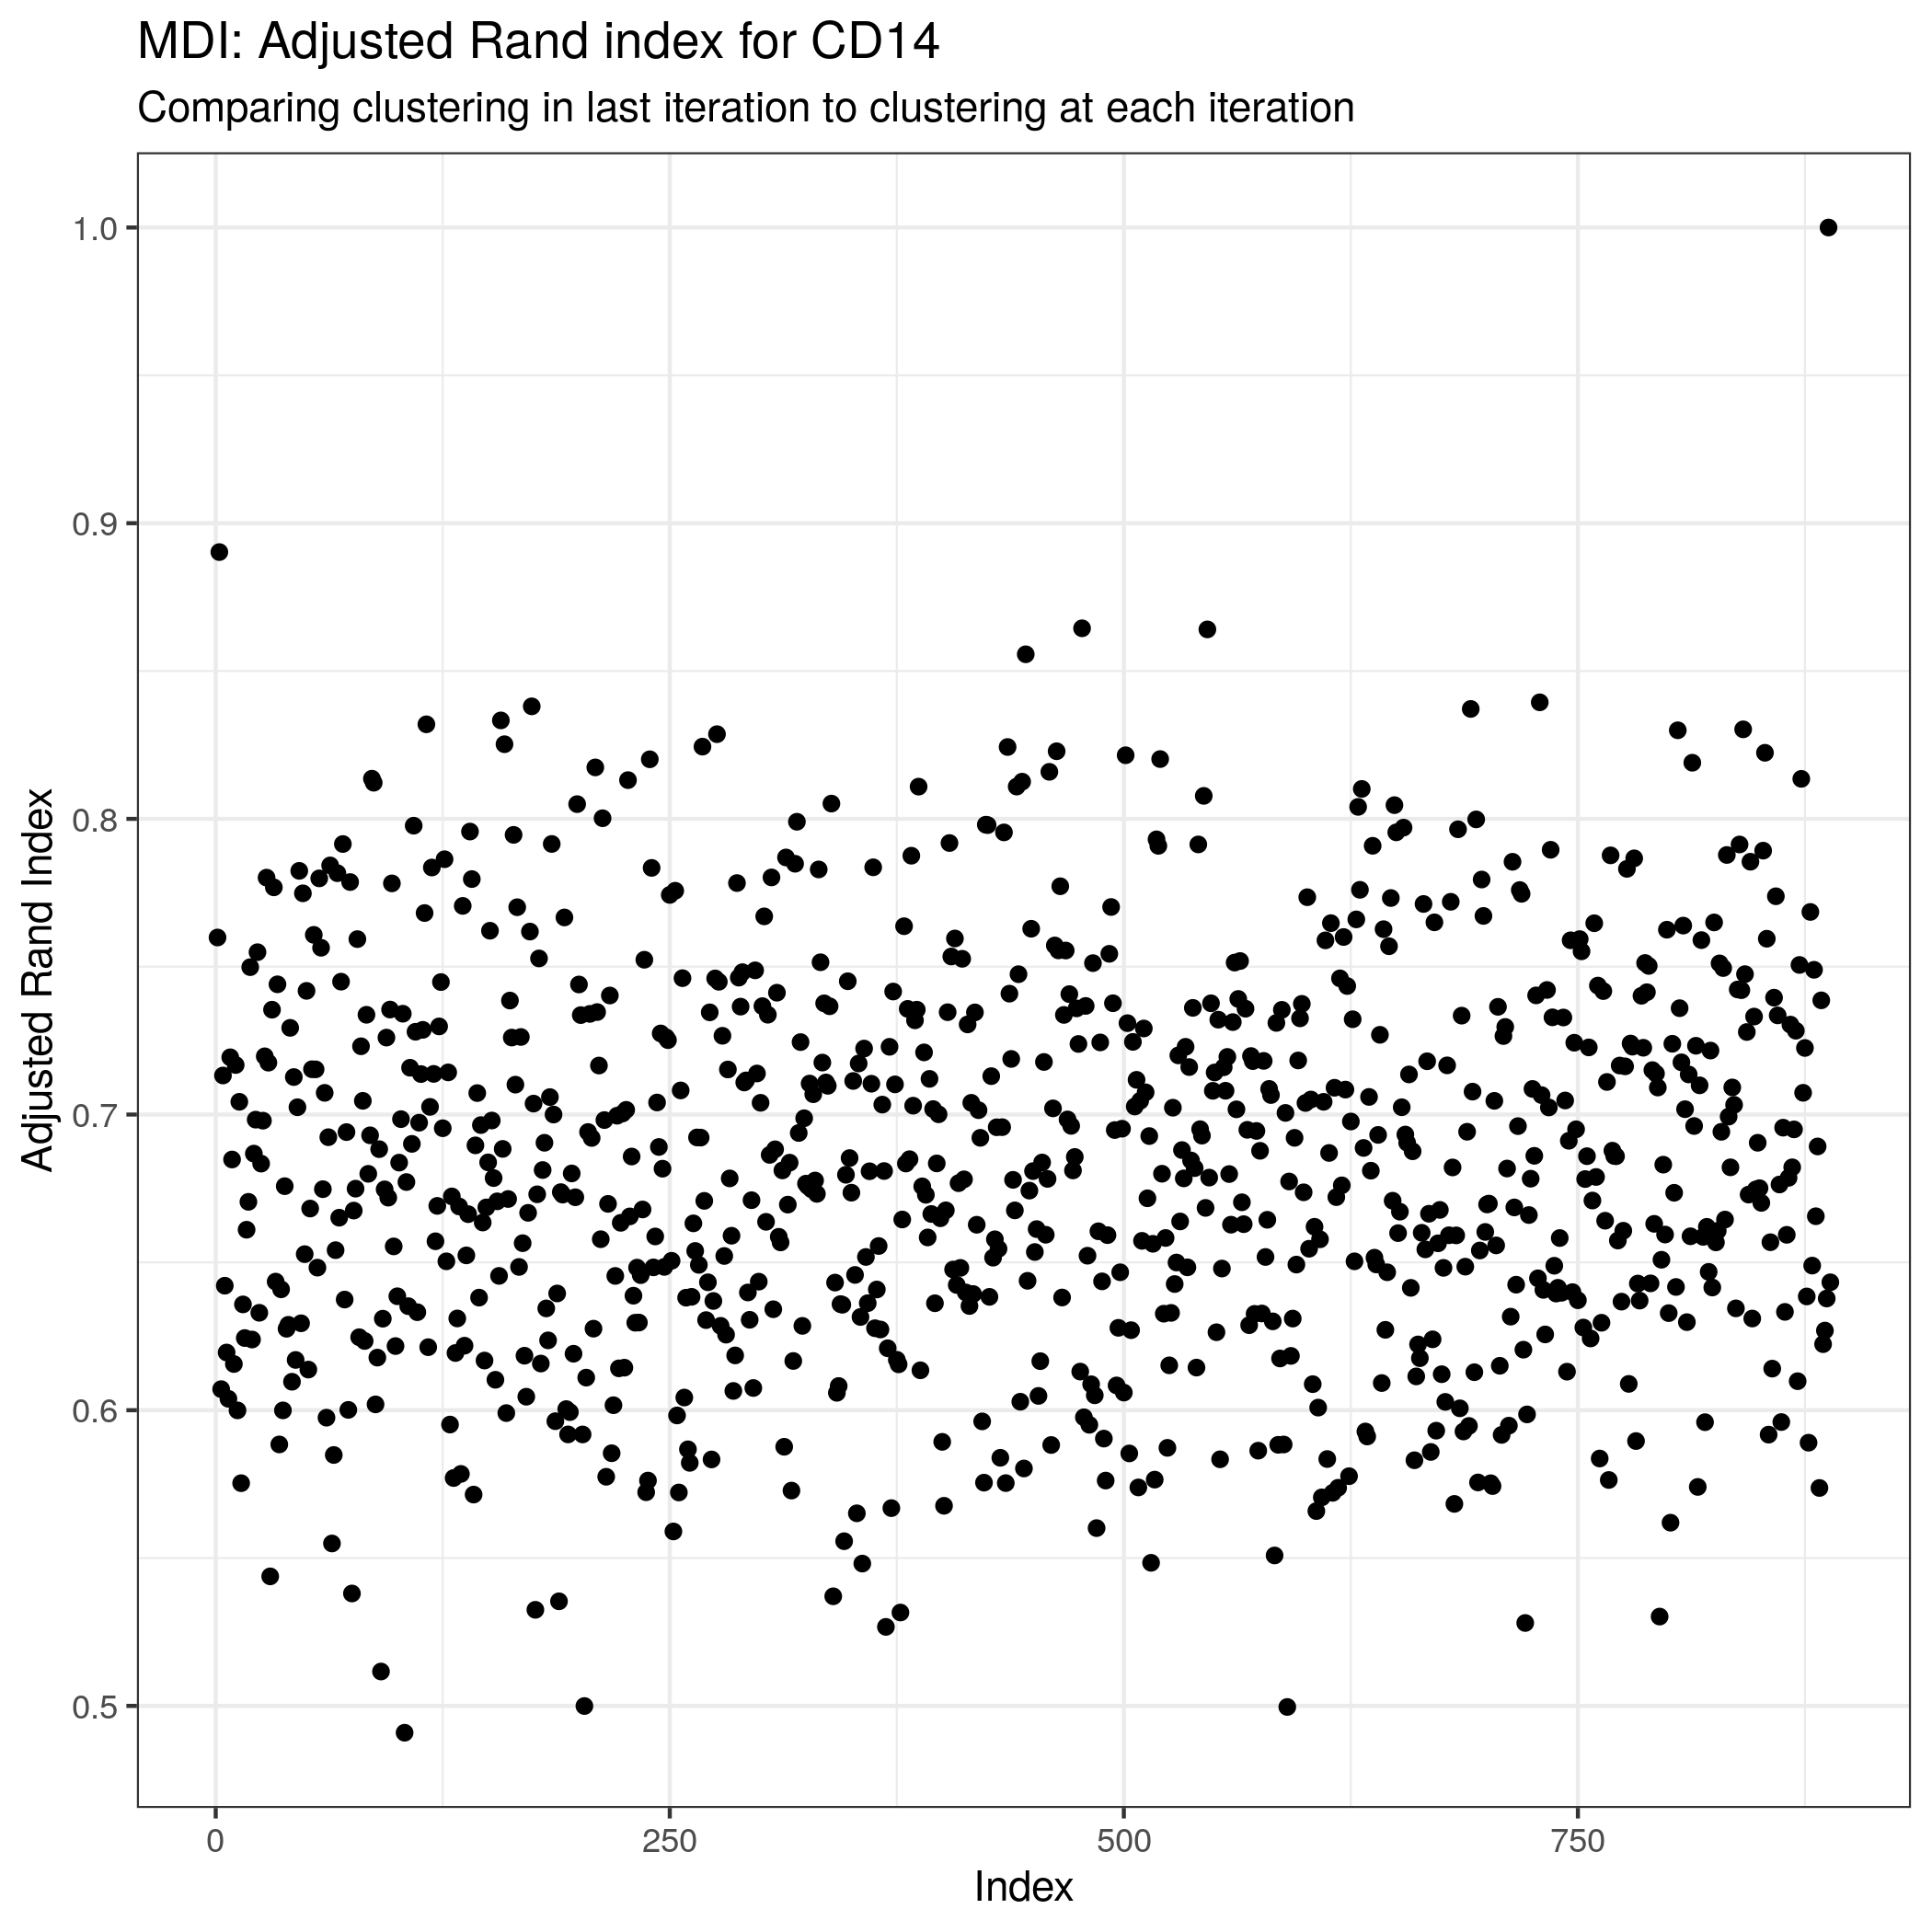 MDI: Adjusted Rand index for CD14
Comparing clustering in last iteration to clustering at each iteration
Adjusted Rand Index
1.0
0.9
0.8
0.7
0.6
0.5
0
250
500
750
Index